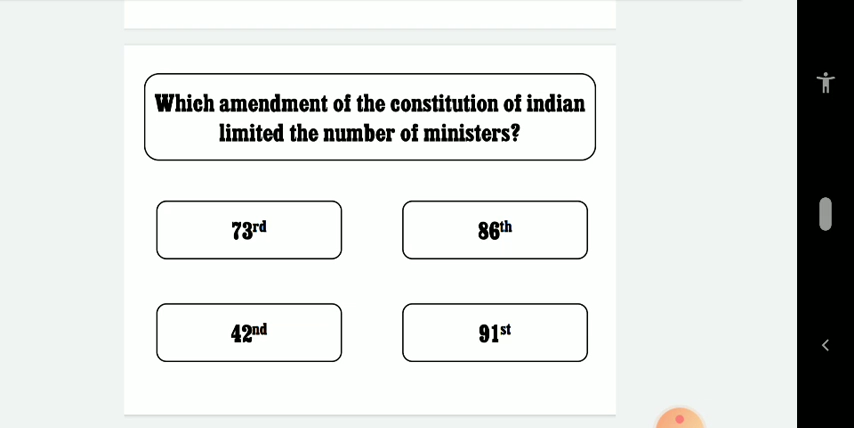 Which amendment of the constitution of indian
limited the number of ministers?
73rd
86th
42nd
91st